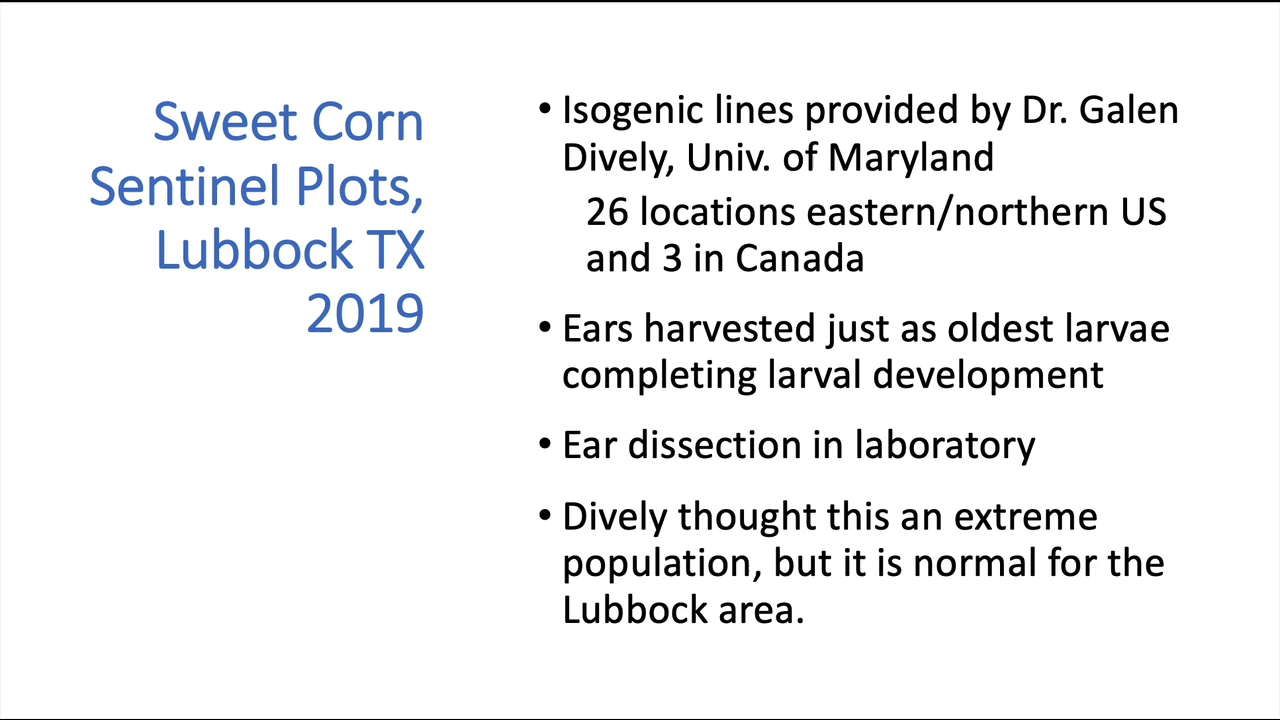 Sweet Corn
Sentinel Plots,
Lubbock TX
2019
• Isogenic lines provided by Dr. Galen
Dively, Univ. of Maryland
26 locations eastern/northern US
and 3 in Canada
• Ears harvested just as oldest larvae
completing larval development
• Ear dissection in laboratory
• Dively thought this an extreme
population, but it is normal for the
Lubbock area.